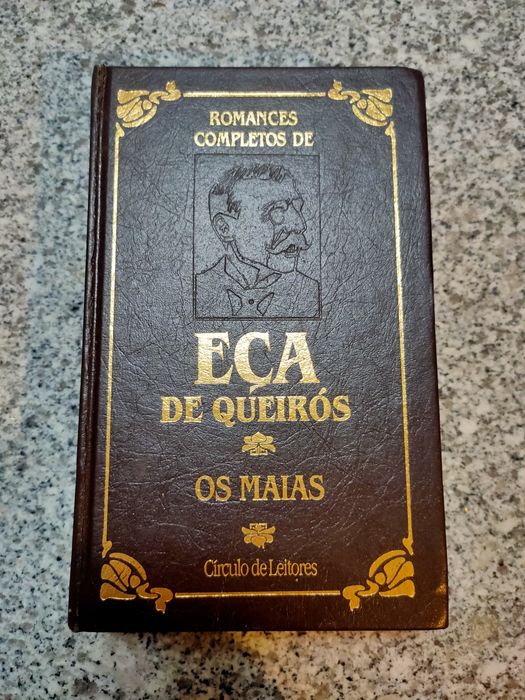 ROMANCES
COMPLETOS DE
EÇA
DE QUEIRÓS
OS MAIAS
Círculo de Leitores